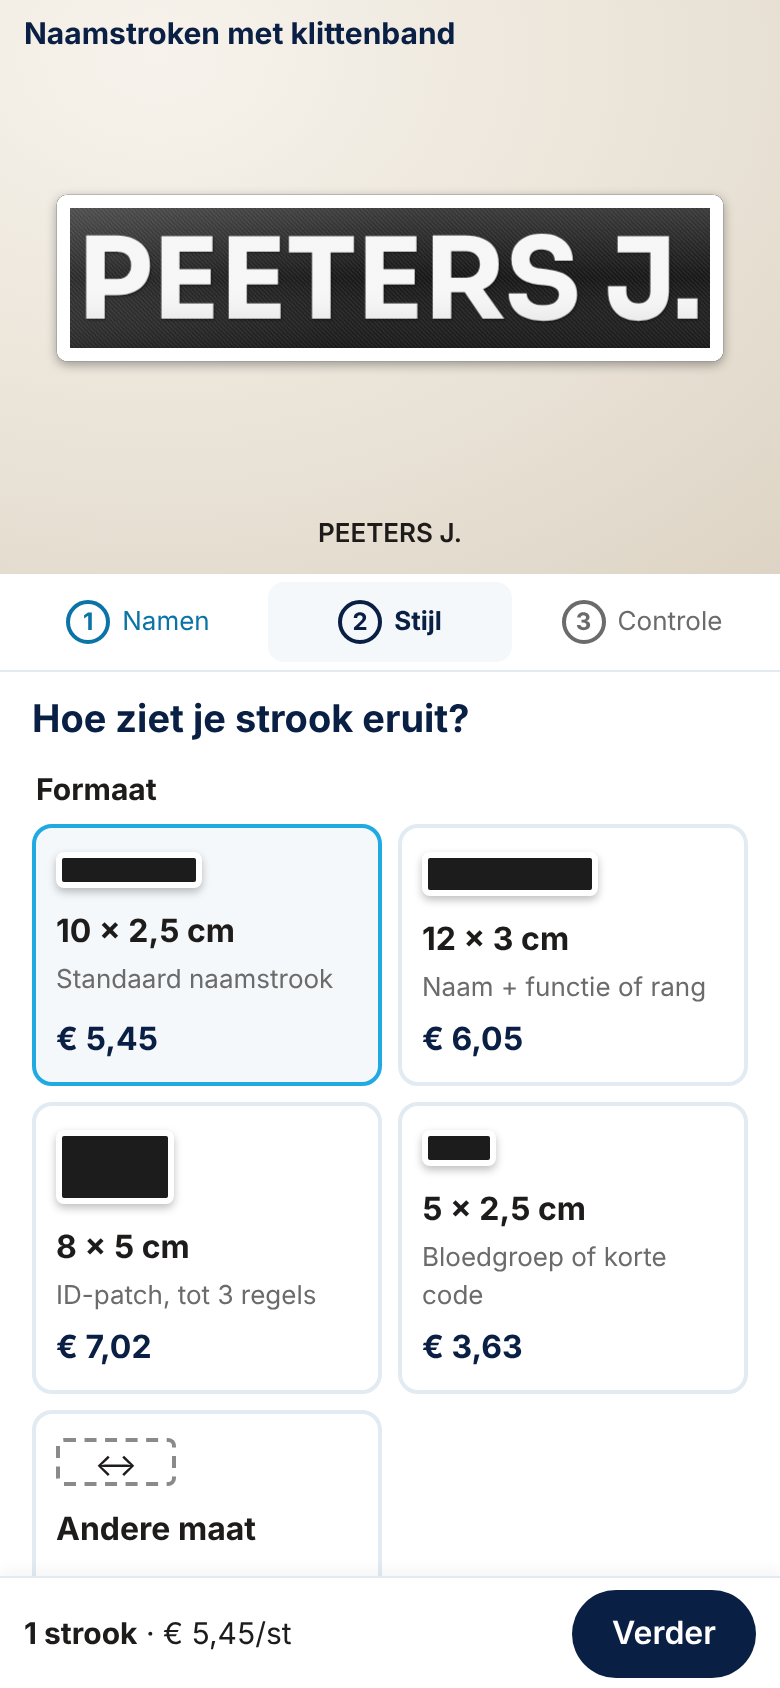 Naamstroken met klittenband
PEETERS J.
PEETERS J.
1 Namen
2 Stijl
3 Controle
Hoe ziet je strook eruit?
Formaat
10 × 2,5 cm
Standaard naamstrook
€ 5,45
12 × 3 cm
Naam + functie of rang
€ 6,05
8 × 5 cm
ID-patch, tot 3 regels
€ 7,02
5 × 2,5 cm
Bloedgroep of korte
code
€ 3,63
Andere maat
1 strook · € 5,45/st
Verder